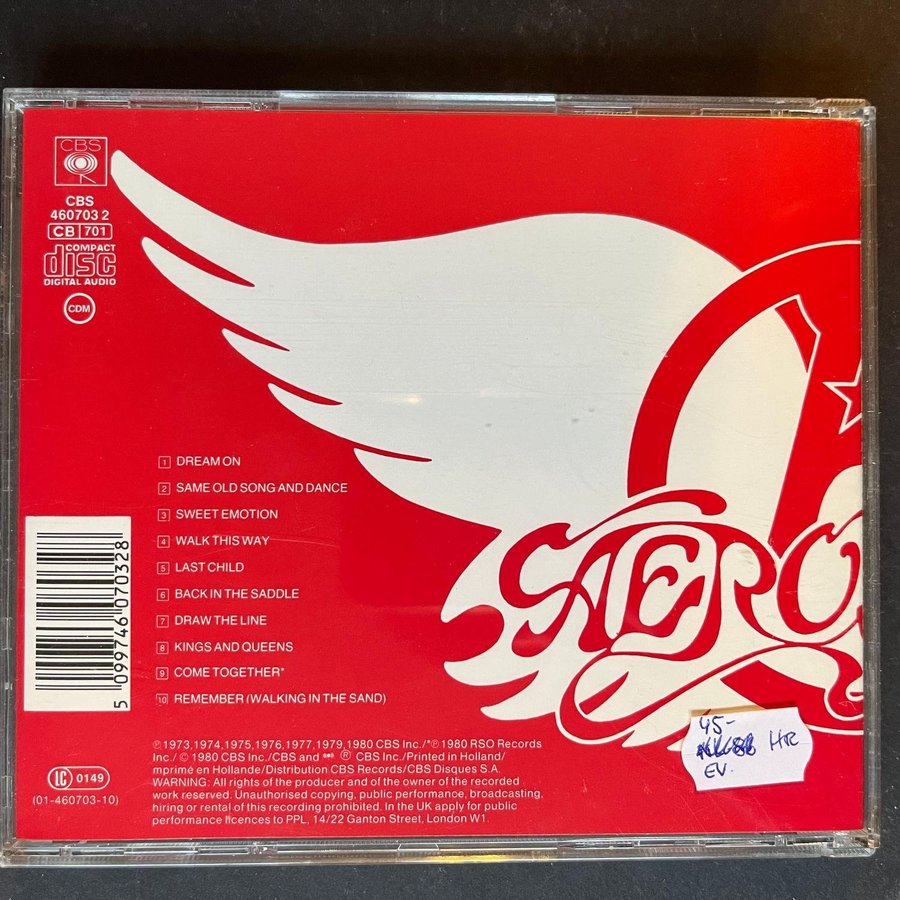 CBS
CBS
460703 2
CB 701
COMPACT
disc
DIGITAL AUDIO
CDM
1 DREAM ON
2 SAME OLD SONG AND DANCE
3 SWEET EMOTION
4 WALK THIS WAY
5 LAST CHILD
6 BACK IN THE SADDLE
7 DRAW THE LINE
8 KINGS AND QUEENS
9 COME TOGETHER*
10 REMEMBER (WALKING IN THE SAND)
5 099746 070328
AERO
℗ 1973,1974,1975,1976,1977,1979,1980 CBS Inc./*℗ 1980 RSO Records
Inc./ © 1980 CBS Inc./CBS and ® CBS Inc./Printed in Holland/
mprimé en Hollande/Distribution CBS Records/CBS Disques S.A.
WARNING: All rights of the producer and of the owner of the recorded
work reserved. Unauthorised copying, public performance, broadcasting,
hiring or rental of this recording prohibited. In the UK apply for public
performance licences to PPL, 14/22 Ganton Street, London W1.
LC 0149
(01-460703-10)
45-
HR
EV.